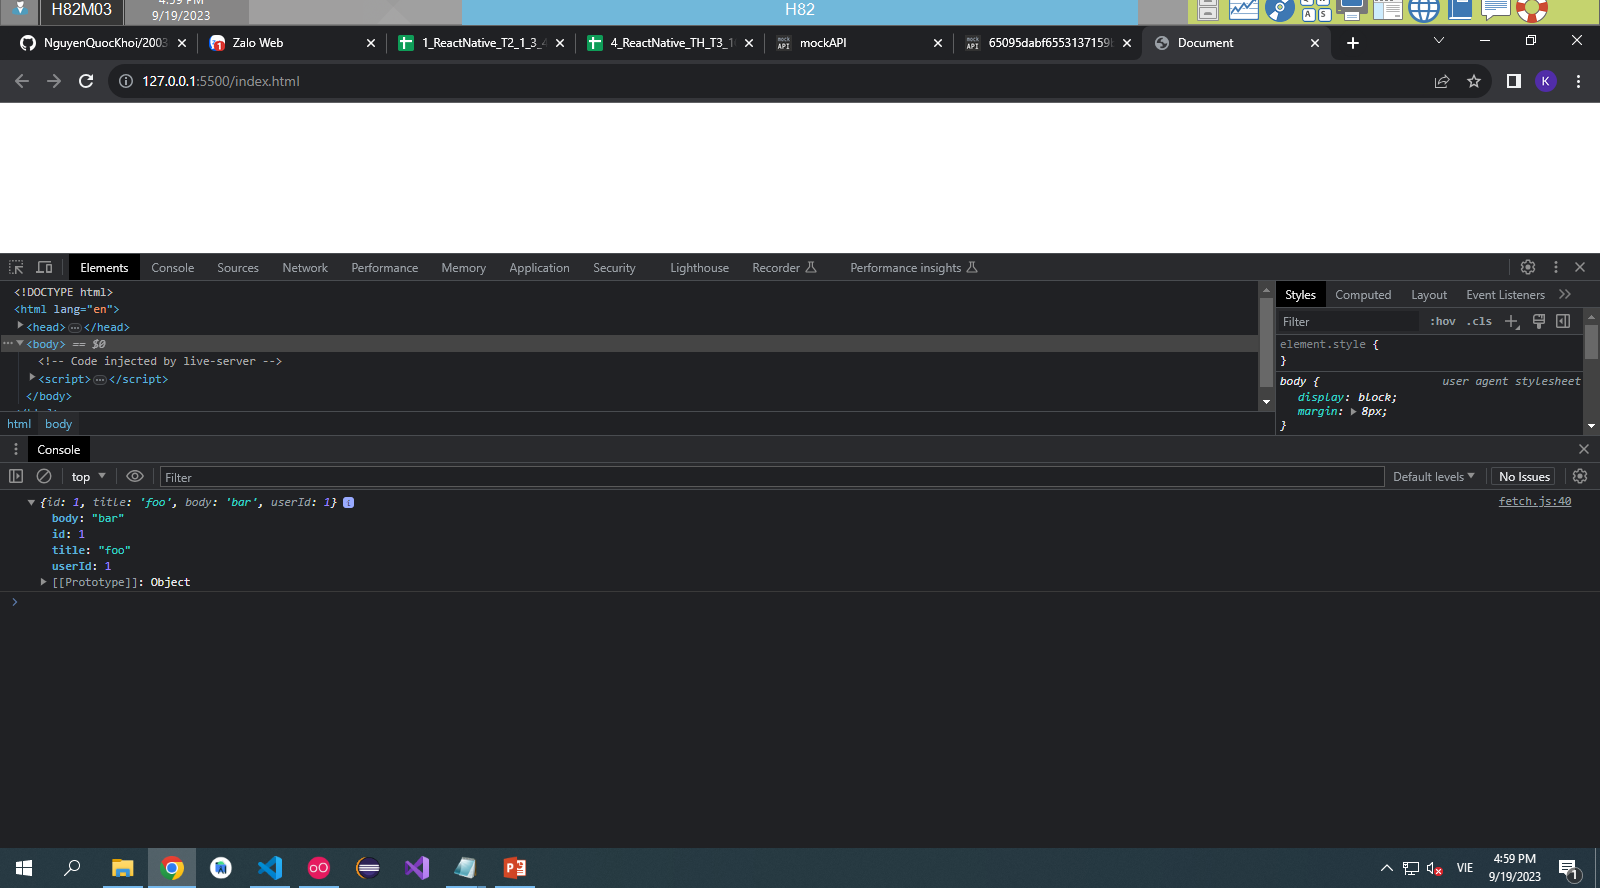 H82M03
4:59 PM
9/19/2023
H82
NguyenQuocKhoi/2003
Zalo Web
1_ReactNative_T2_1_3_4
4_ReactNative_TH_T3_1
mockAPI
65095dabf6553137159
Document
127.0.0.1:5500/index.html
K
Elements
Console
Sources
Network
Performance
Memory
Application
Security
Lighthouse
Recorder
Performance insights
<!DOCTYPE html>
<html lang="en">
<head>…</head>
<body> == $0
<!-- Code injected by live-server -->
<script>…</script>
</body>
html body
Styles
Computed
Layout
Event Listeners
Filter
:hov .cls
element.style {
}
body {
user agent stylesheet
display: block;
margin: 8px;
}
Console
top
Filter
Default levels
No Issues
{id: 1, title: 'foo', body: 'bar', userId: 1}
fetch.js:40
body: "bar"
id: 1
title: "foo"
userId: 1
[[Prototype]]: Object
VIE
4:59 PM
9/19/2023
1